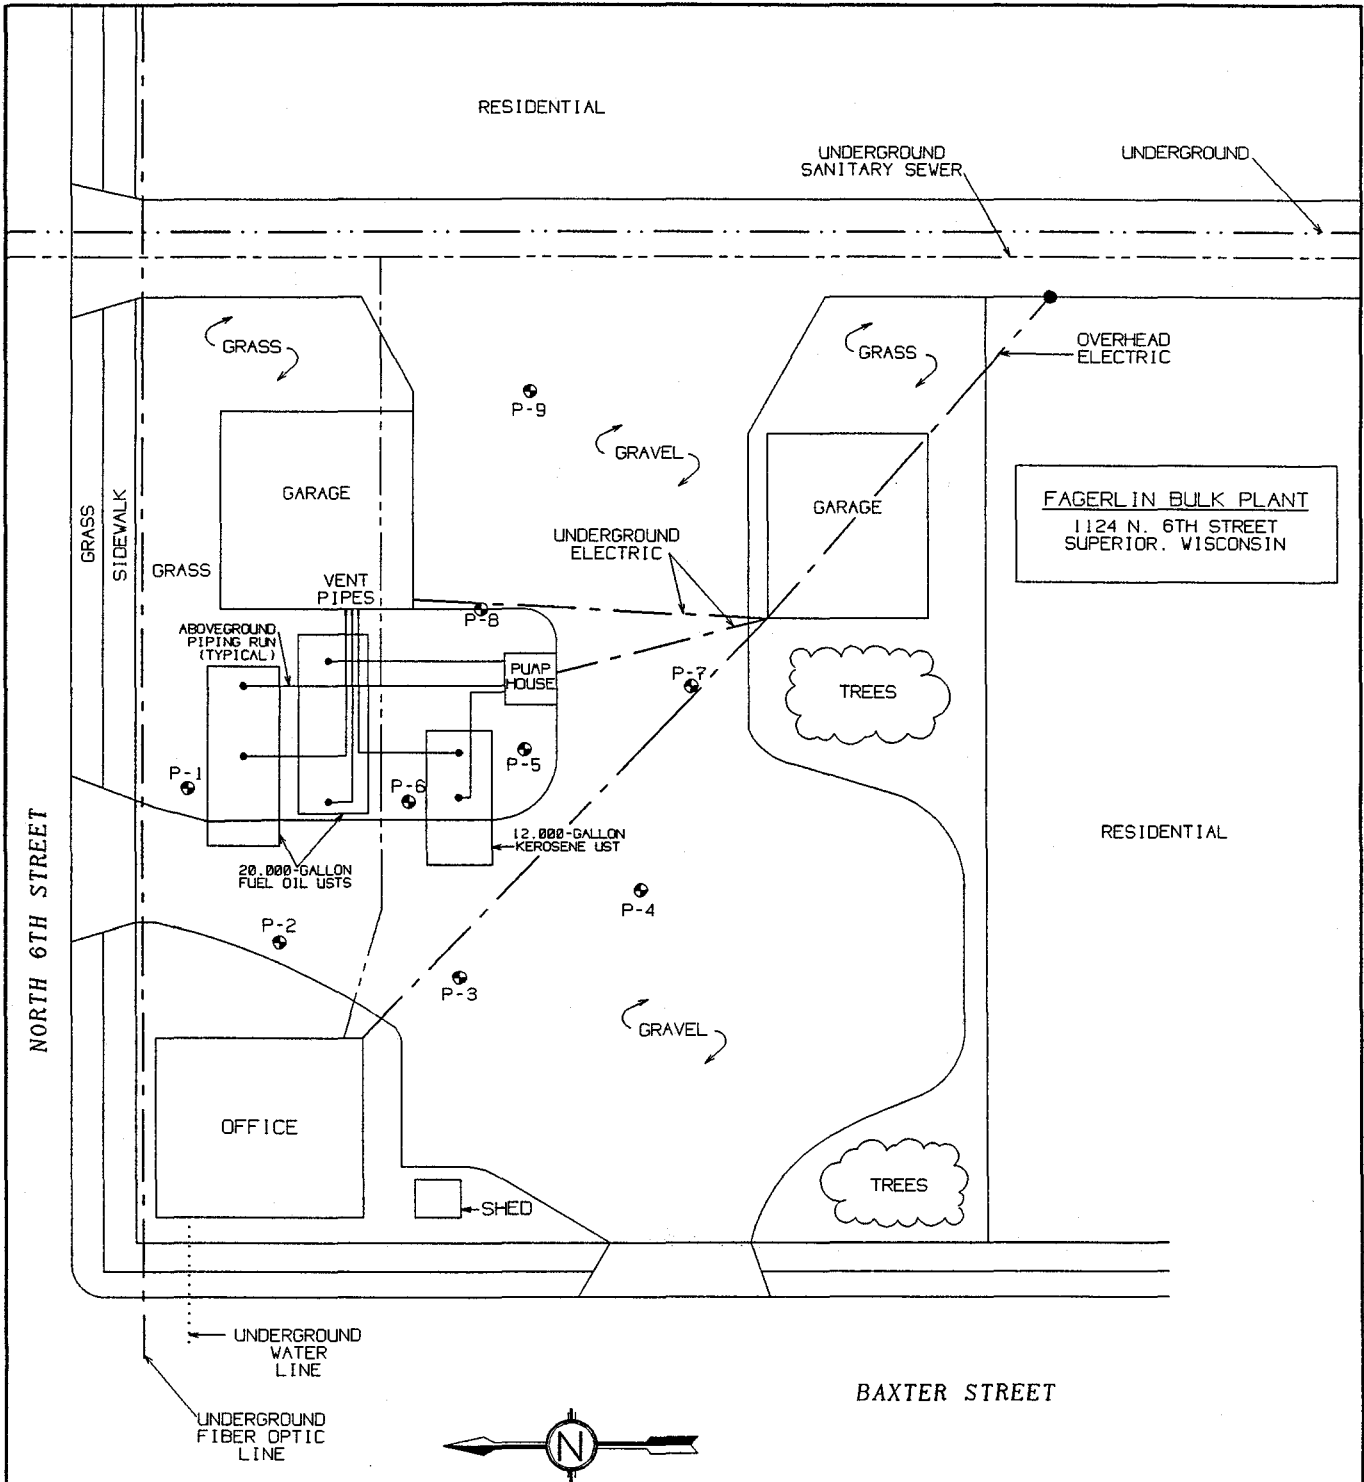 RESIDENTIAL
UNDERGROUND
SANITARY SEWER
UNDERGROUND
GRASS
GRASS
OVERHEAD
ELECTRIC
P-9
GRAVEL
GARAGE
GARAGE
FAGERLIN BULK PLANT
1124 N. 6TH STREET
SUPERIOR, WISCONSIN
GRASS
SIDEWALK
UNDERGROUND
ELECTRIC
GRASS
VENT
PIPES
P-8
ABOVEGROUND
PIPING RUN
(TYPICAL)
PUMP
HOUSE
P-7
TREES
P-1
P-6
P-5
12,000-GALLON
KEROSENE UST
RESIDENTIAL
20,000-GALLON
FUEL OIL USTS
NORTH 6TH STREET
P-2
P-4
P-3
GRAVEL
OFFICE
TREES
SHED
UNDERGROUND
WATER
LINE
BAXTER STREET
UNDERGROUND
FIBER OPTIC
LINE
N